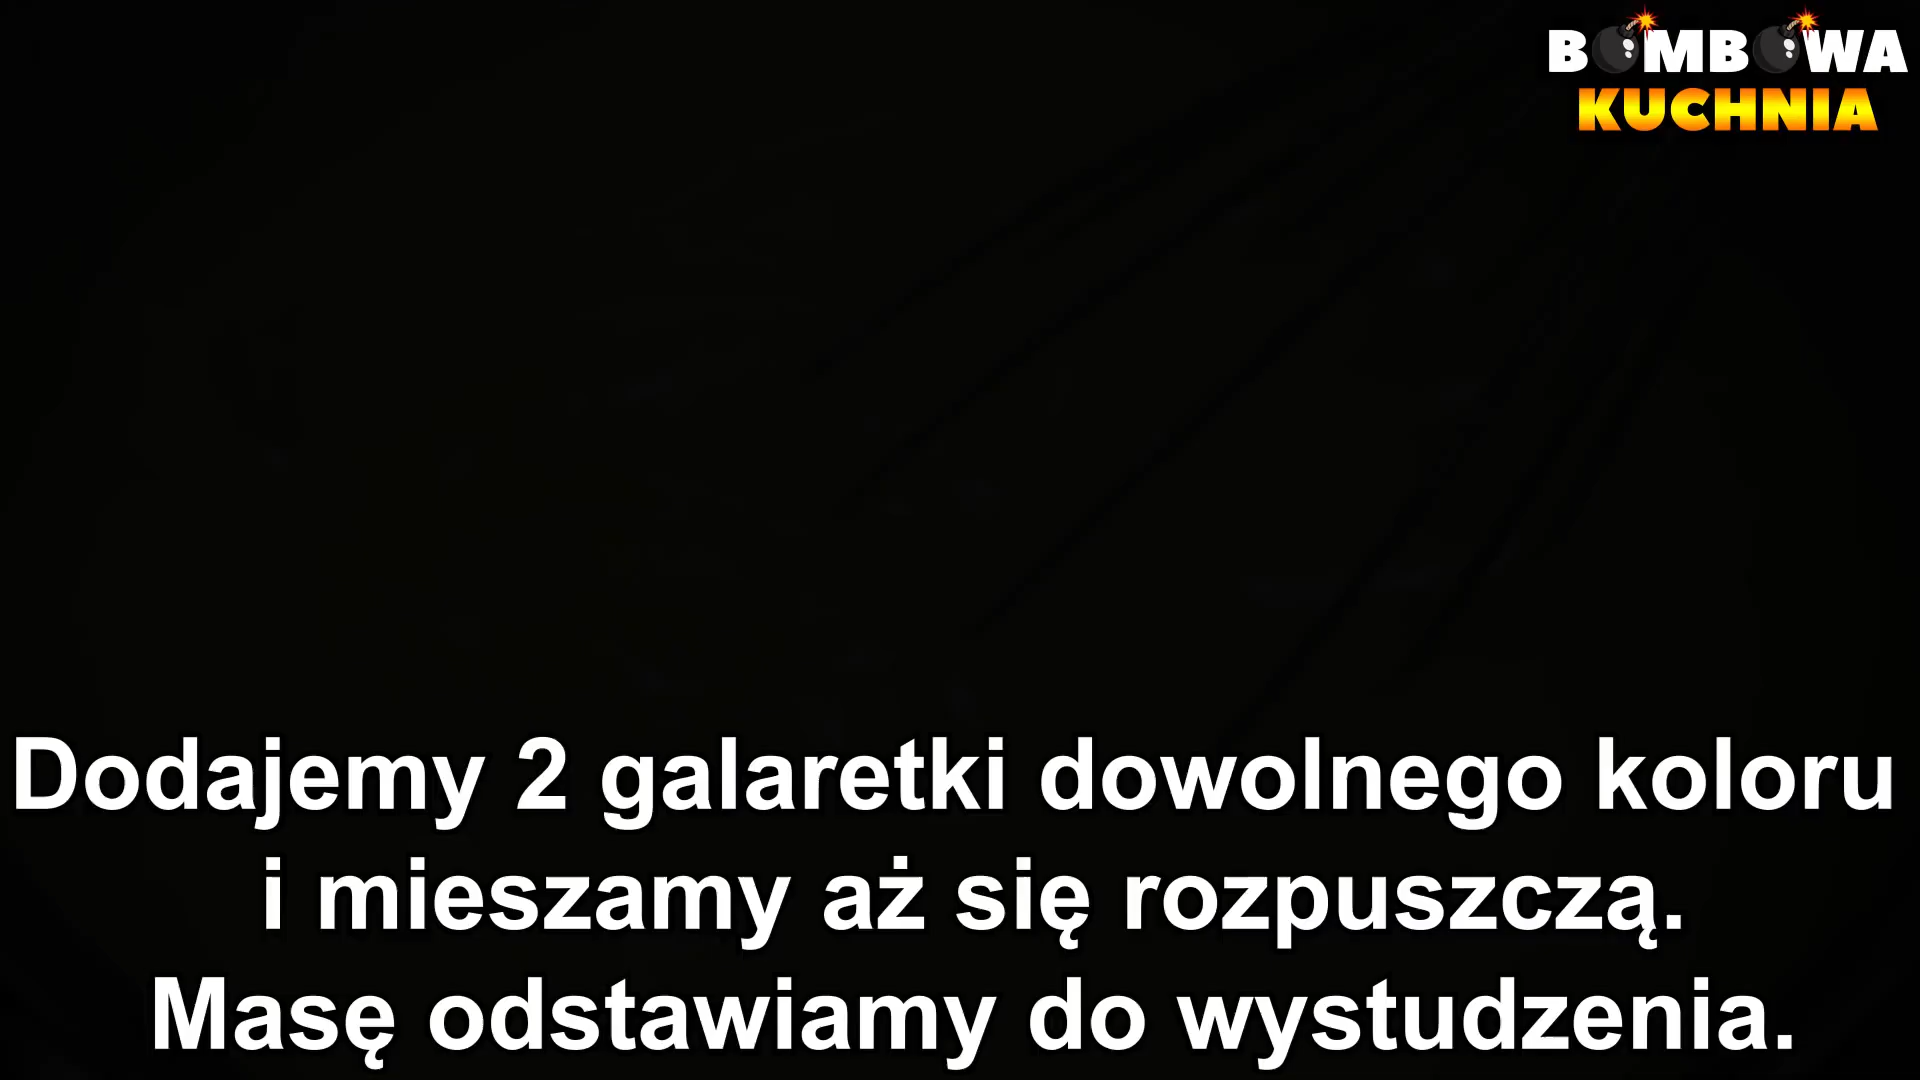 BOMBOWA
KUCHNIA
Dodajemy 2 galaretki dowolnego koloru
i mieszamy aż się rozpuszczą.
Masę odstawiamy do wystudzenia.